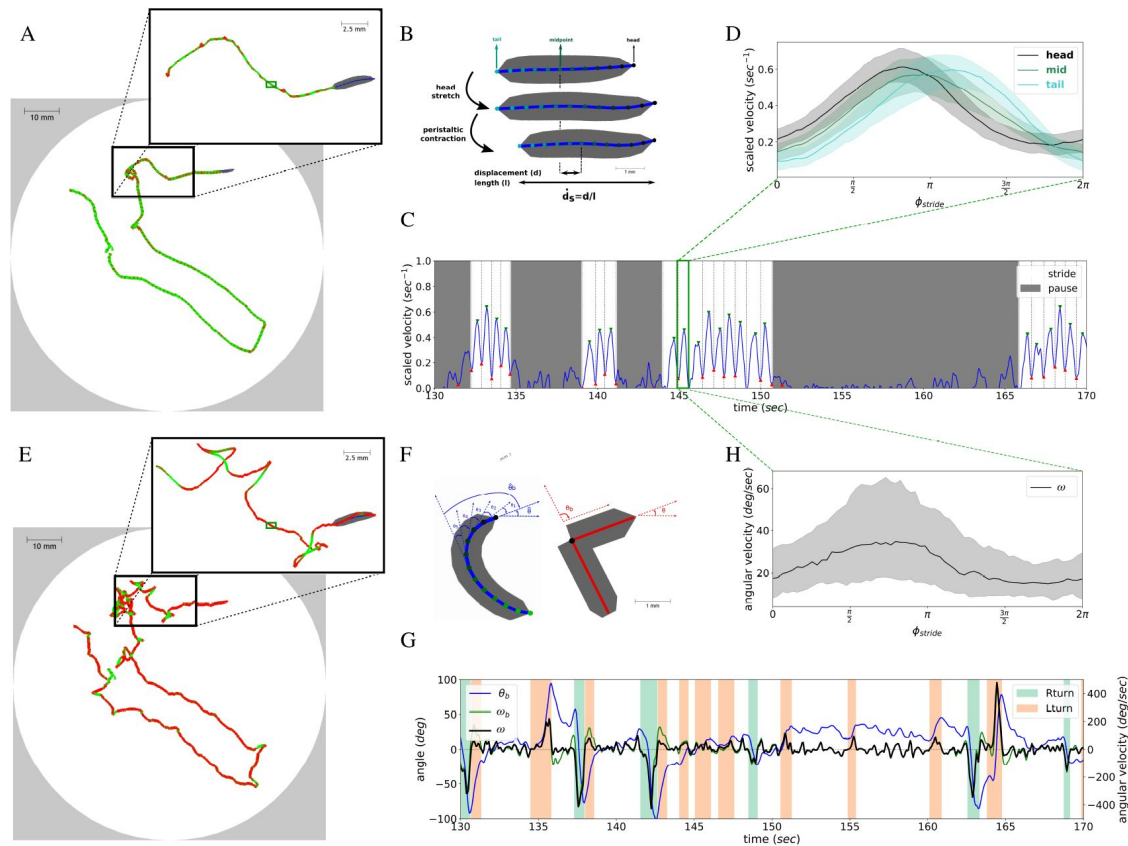 A
2.5 mm
10 mm
B
tail
midpoint
head
head
stretch
peristaltic
contraction
1 mm
displacement (d)
length (l)
ḋs=d/l
D
head
mid
tail
scaled velocity (sec⁻¹)
0.6
0.4
0.2
0
π/2
π
3π/2
2π
ϕstride
C
scaled velocity (sec⁻¹)
1.0
0.8
0.6
0.4
0.2
0.0
stride
pause
130
135
140
145
150
155
160
165
170
time (sec)
E
2.5 mm
10 mm
F
mm
θb
θ
θb
θ
1 mm
H
ω
angular velocity (deg/sec)
60
40
20
0
π/2
π
3π/2
2π
ϕstride
G
angle (deg)
100
50
0
−50
−100
θb
ωb
ω
Rturn
Lturn
400
200
0
−200
−400
angular velocity (deg/sec)
130
135
140
145
150
155
160
165
170
time (sec)